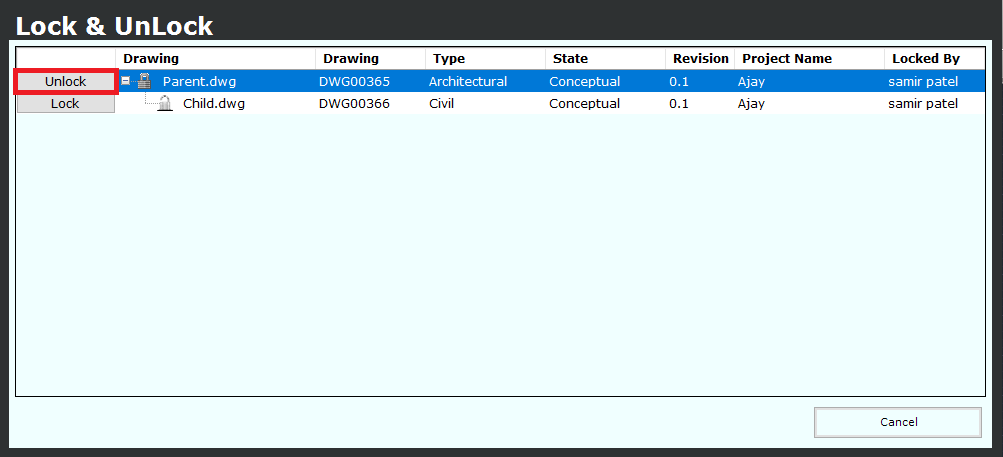 Lock & UnLock
Drawing Drawing Type State Revision Project Name Locked By
Unlock Parent.dwg DWG00365 Architectural Conceptual 0.1 Ajay samir patel
Lock Child.dwg DWG00366 Civil Conceptual 0.1 Ajay samir patel
Cancel